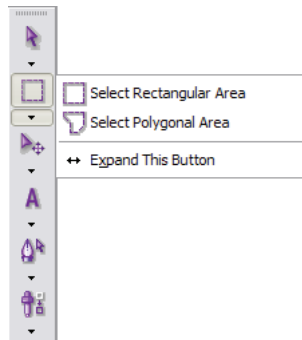 Select Rectangular Area
Select Polygonal Area
Expand This Button
A